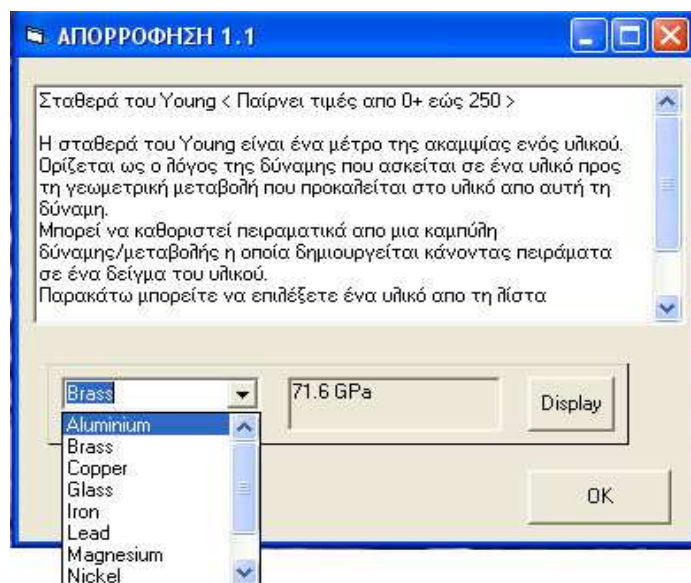 ΑΠΟΡΡΟΦΗΣΗ 1.1
Σταθερά του Young < Παίρνει τιμές απο 0+ εώς 250 >
Η σταθερά του Young είναι ένα μέτρο της ακαμψίας ενός υλικού.
Ορίζεται ως ο λόγος της δύναμης που ασκείται σε ένα υλικό προς
τη γεωμετρική μεταβολή που προκαλείται στο υλικό απο αυτή τη
δύναμη.
Μπορεί να καθοριστεί πειραματικά απο μια καμπύλη
δύναμης/μεταβολής η οποία δημιουργείται κάνοντας πειράματα
σε ένα δείγμα του υλικού.
Παρακάτω μπορείτε να επιλέξετε ένα υλικό απο τη λίστα
Brass
71.6 GPa
Display
Aluminium
Brass
Copper
Glass
Iron
Lead
Magnesium
Nickel
OK